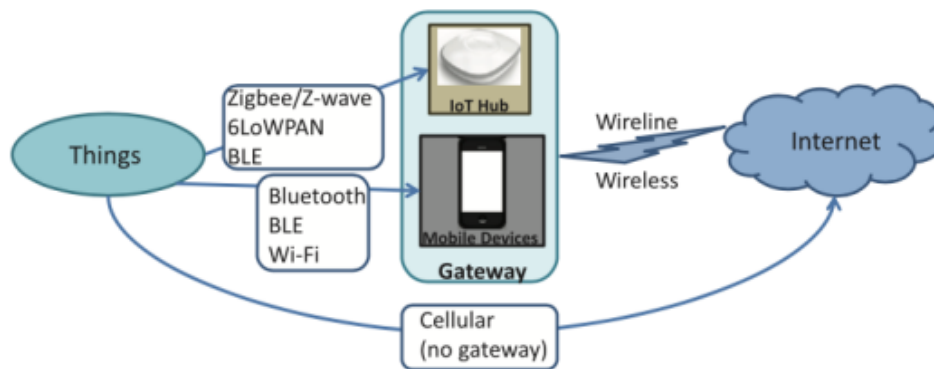 Things
Zigbee/Z-wave
6LoWPAN
BLE
Bluetooth
BLE
Wi-Fi
IoT Hub
Mobile Devices
Gateway
Wireline
Wireless
Internet
Cellular
(no gateway)